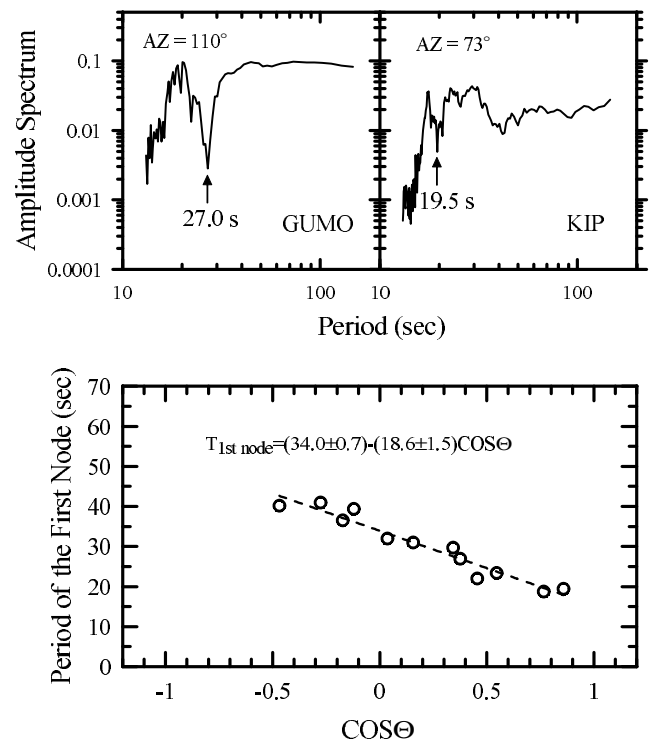 AZ = 110°
AZ = 73°
Amplitude Spectrum
0.1
0.01
0.001
0.0001
27.0 s
GUMO
19.5 s
KIP
10
100
10
100
Period (sec)
Period of the First Node (sec)
70
60
50
40
30
20
10
0
T1st node=(34.0±0.7)-(18.6±1.5)COSΘ
-1
-0.5
0
0.5
1
COSΘ